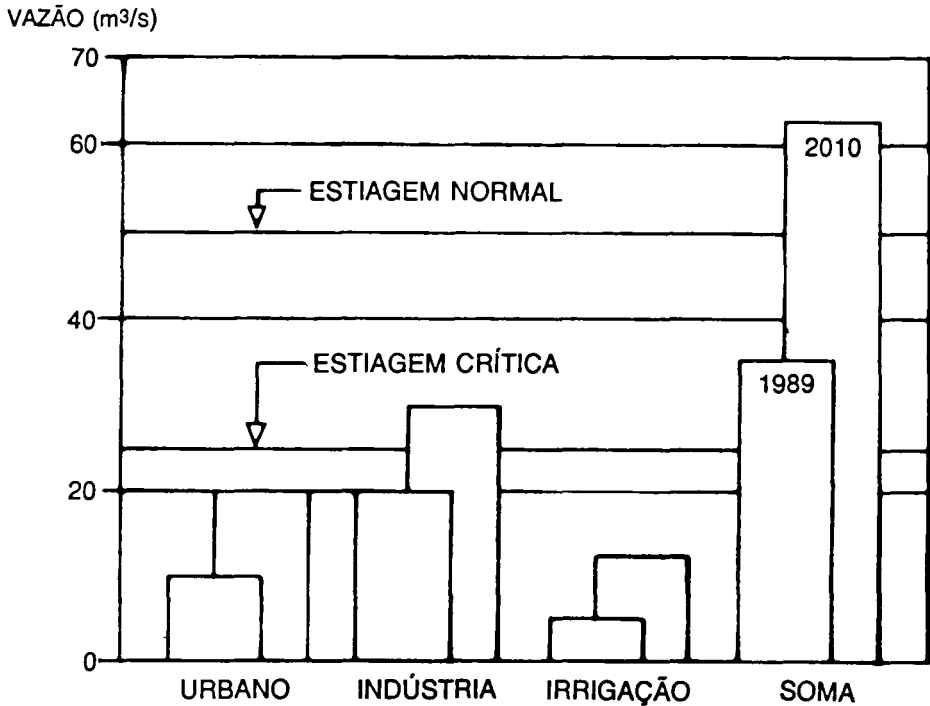 VAZÃO (m³/s)
70
60
2010
ESTIAGEM NORMAL
40
ESTIAGEM CRÍTICA
1989
20
0
URBANO INDÚSTRIA IRRIGAÇÃO SOMA